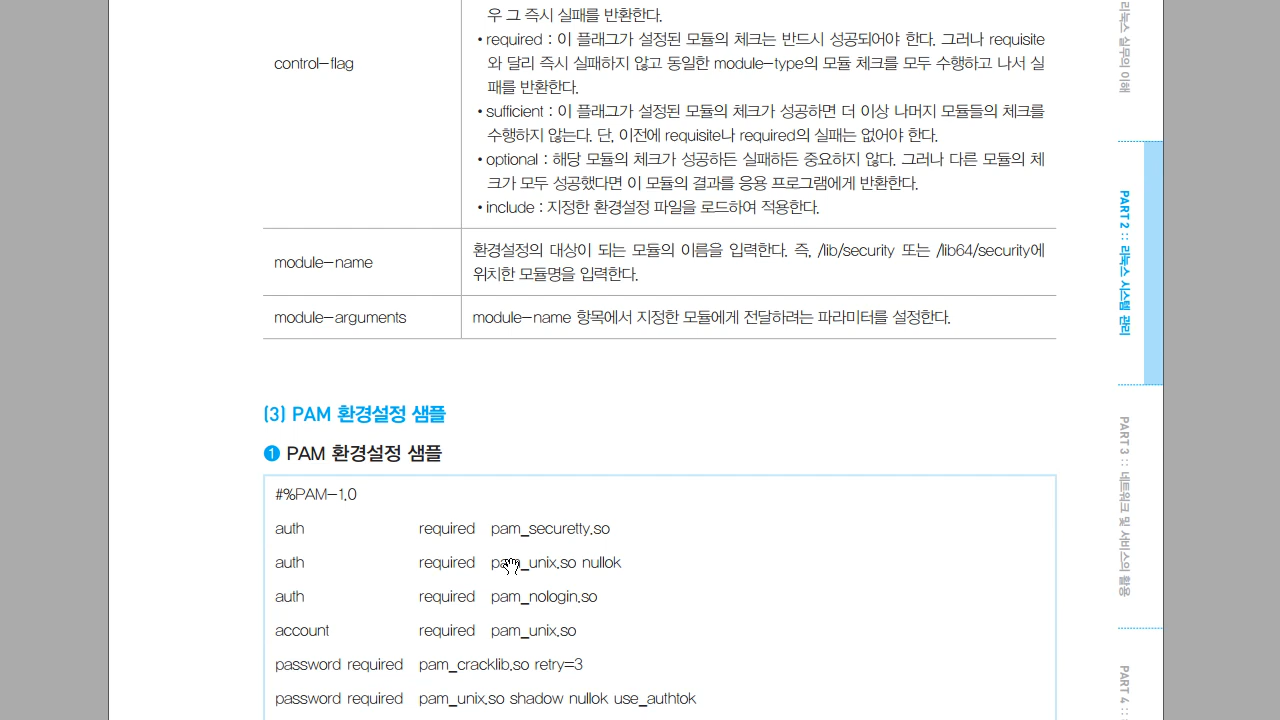 우 그 즉시 실패를 반환한다.
control-flag
• required : 이 플래그가 설정된 모듈의 체크는 반드시 성공되어야 한다. 그러나 requisite
와 달리 즉시 실패하지 않고 동일한 module-type의 모듈 체크를 모두 수행하고 나서 실
패를 반환한다.
• sufficient : 이 플래그가 설정된 모듈의 체크가 성공하면 더 이상 나머지 모듈들의 체크를
수행하지 않는다. 단, 이전에 requisite나 required의 실패는 없어야 한다.
• optional : 해당 모듈의 체크가 성공하든 실패하든 중요하지 않다. 그러나 다른 모듈의 체
크가 모두 성공했다면 이 모듈의 결과를 응용 프로그램에게 반환한다.
• include : 지정한 환경설정 파일을 로드하여 적용한다.
module-name
환경설정의 대상이 되는 모듈의 이름을 입력한다. 즉, /lib/security 또는 /lib64/security에
위치한 모듈명을 입력한다.
module-arguments
module-name 항목에서 지정한 모듈에게 전달하려는 파라미터를 설정한다.
(3) PAM 환경설정 샘플
1 PAM 환경설정 샘플
#%PAM-1.0
auth required pam_securetty.so
auth required pam_unix.so nullok
auth required pam_nologin.so
account required pam_unix.so
password required pam_cracklib.so retry=3
password required pam_unix.so shadow nullok use_authtok
리눅스 실무의 이해
PART 2 :: 리눅스 시스템 관리
PART 3 :: 네트워크 및 서비스의 활용
PART 4 ::